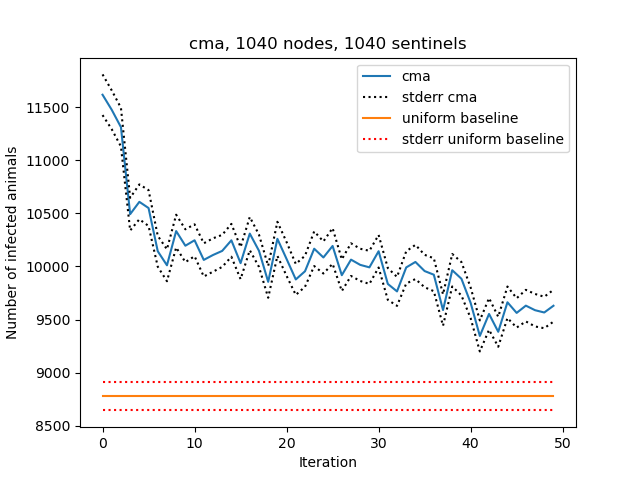 cma, 1040 nodes, 1040 sentinels
cma
stderr cma
uniform baseline
stderr uniform baseline
Number of infected animals
11500
11000
10500
10000
9500
9000
8500
0 10 20 30 40 50
Iteration